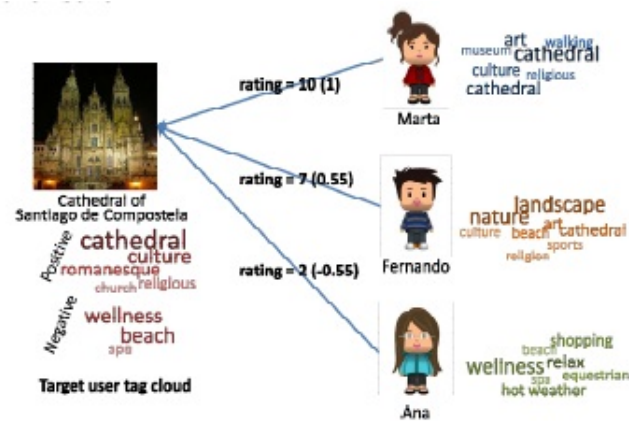 art walking
museum cathedral
culture religious
cathedral
Marta
rating = 10 (1)
Cathedral of
Santiago de Compostela
Positive
cathedral
culture
romanesque
church religious
Negative
wellness
beach
spa
Target user tag cloud
rating = 7 (0.55)
landscape
nature art
culture beach cathedral
sports
religion
Fernando
rating = 2 (-0.55)
shopping
beach
wellness relax
spa equestrian
hot weather
Ana